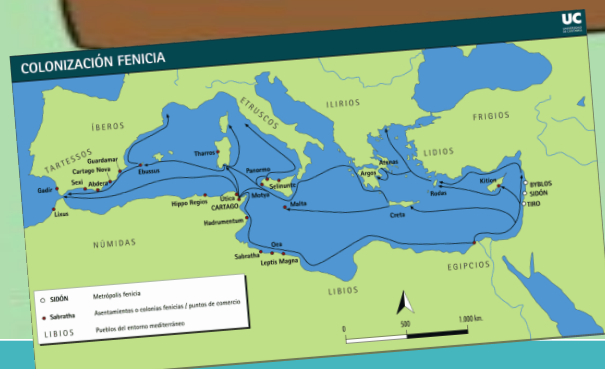 UC
COLONIZACIÓN FENICIA
ILIRIOS
ETRUSCOS
FRIGIOS
ÍBEROS
LIDIOS
TARTESSOS
Tharros
Atenas
Guardamar
Cartago Nova
Ebussus
Panormo
Argos
Sexi
Abdera
Selinunte
Kition
BYBLOS
Gadir
Utica
Motya
Rodas
SIDÓN
Hippo Regios
CARTAGO
Malta
TIRO
Lixus
Creta
Hadrumentum
NÚMIDAS
Oea
Sabratha
Leptis Magna
EGIPCIOS
LIBIOS
SIDÓN Metrópolis fenicia
Sabratha Asentamientos o colonias fenicias / puntos de comercio
LIBIOS Pueblos del entorno mediterráneo
0 500 1.000 km.